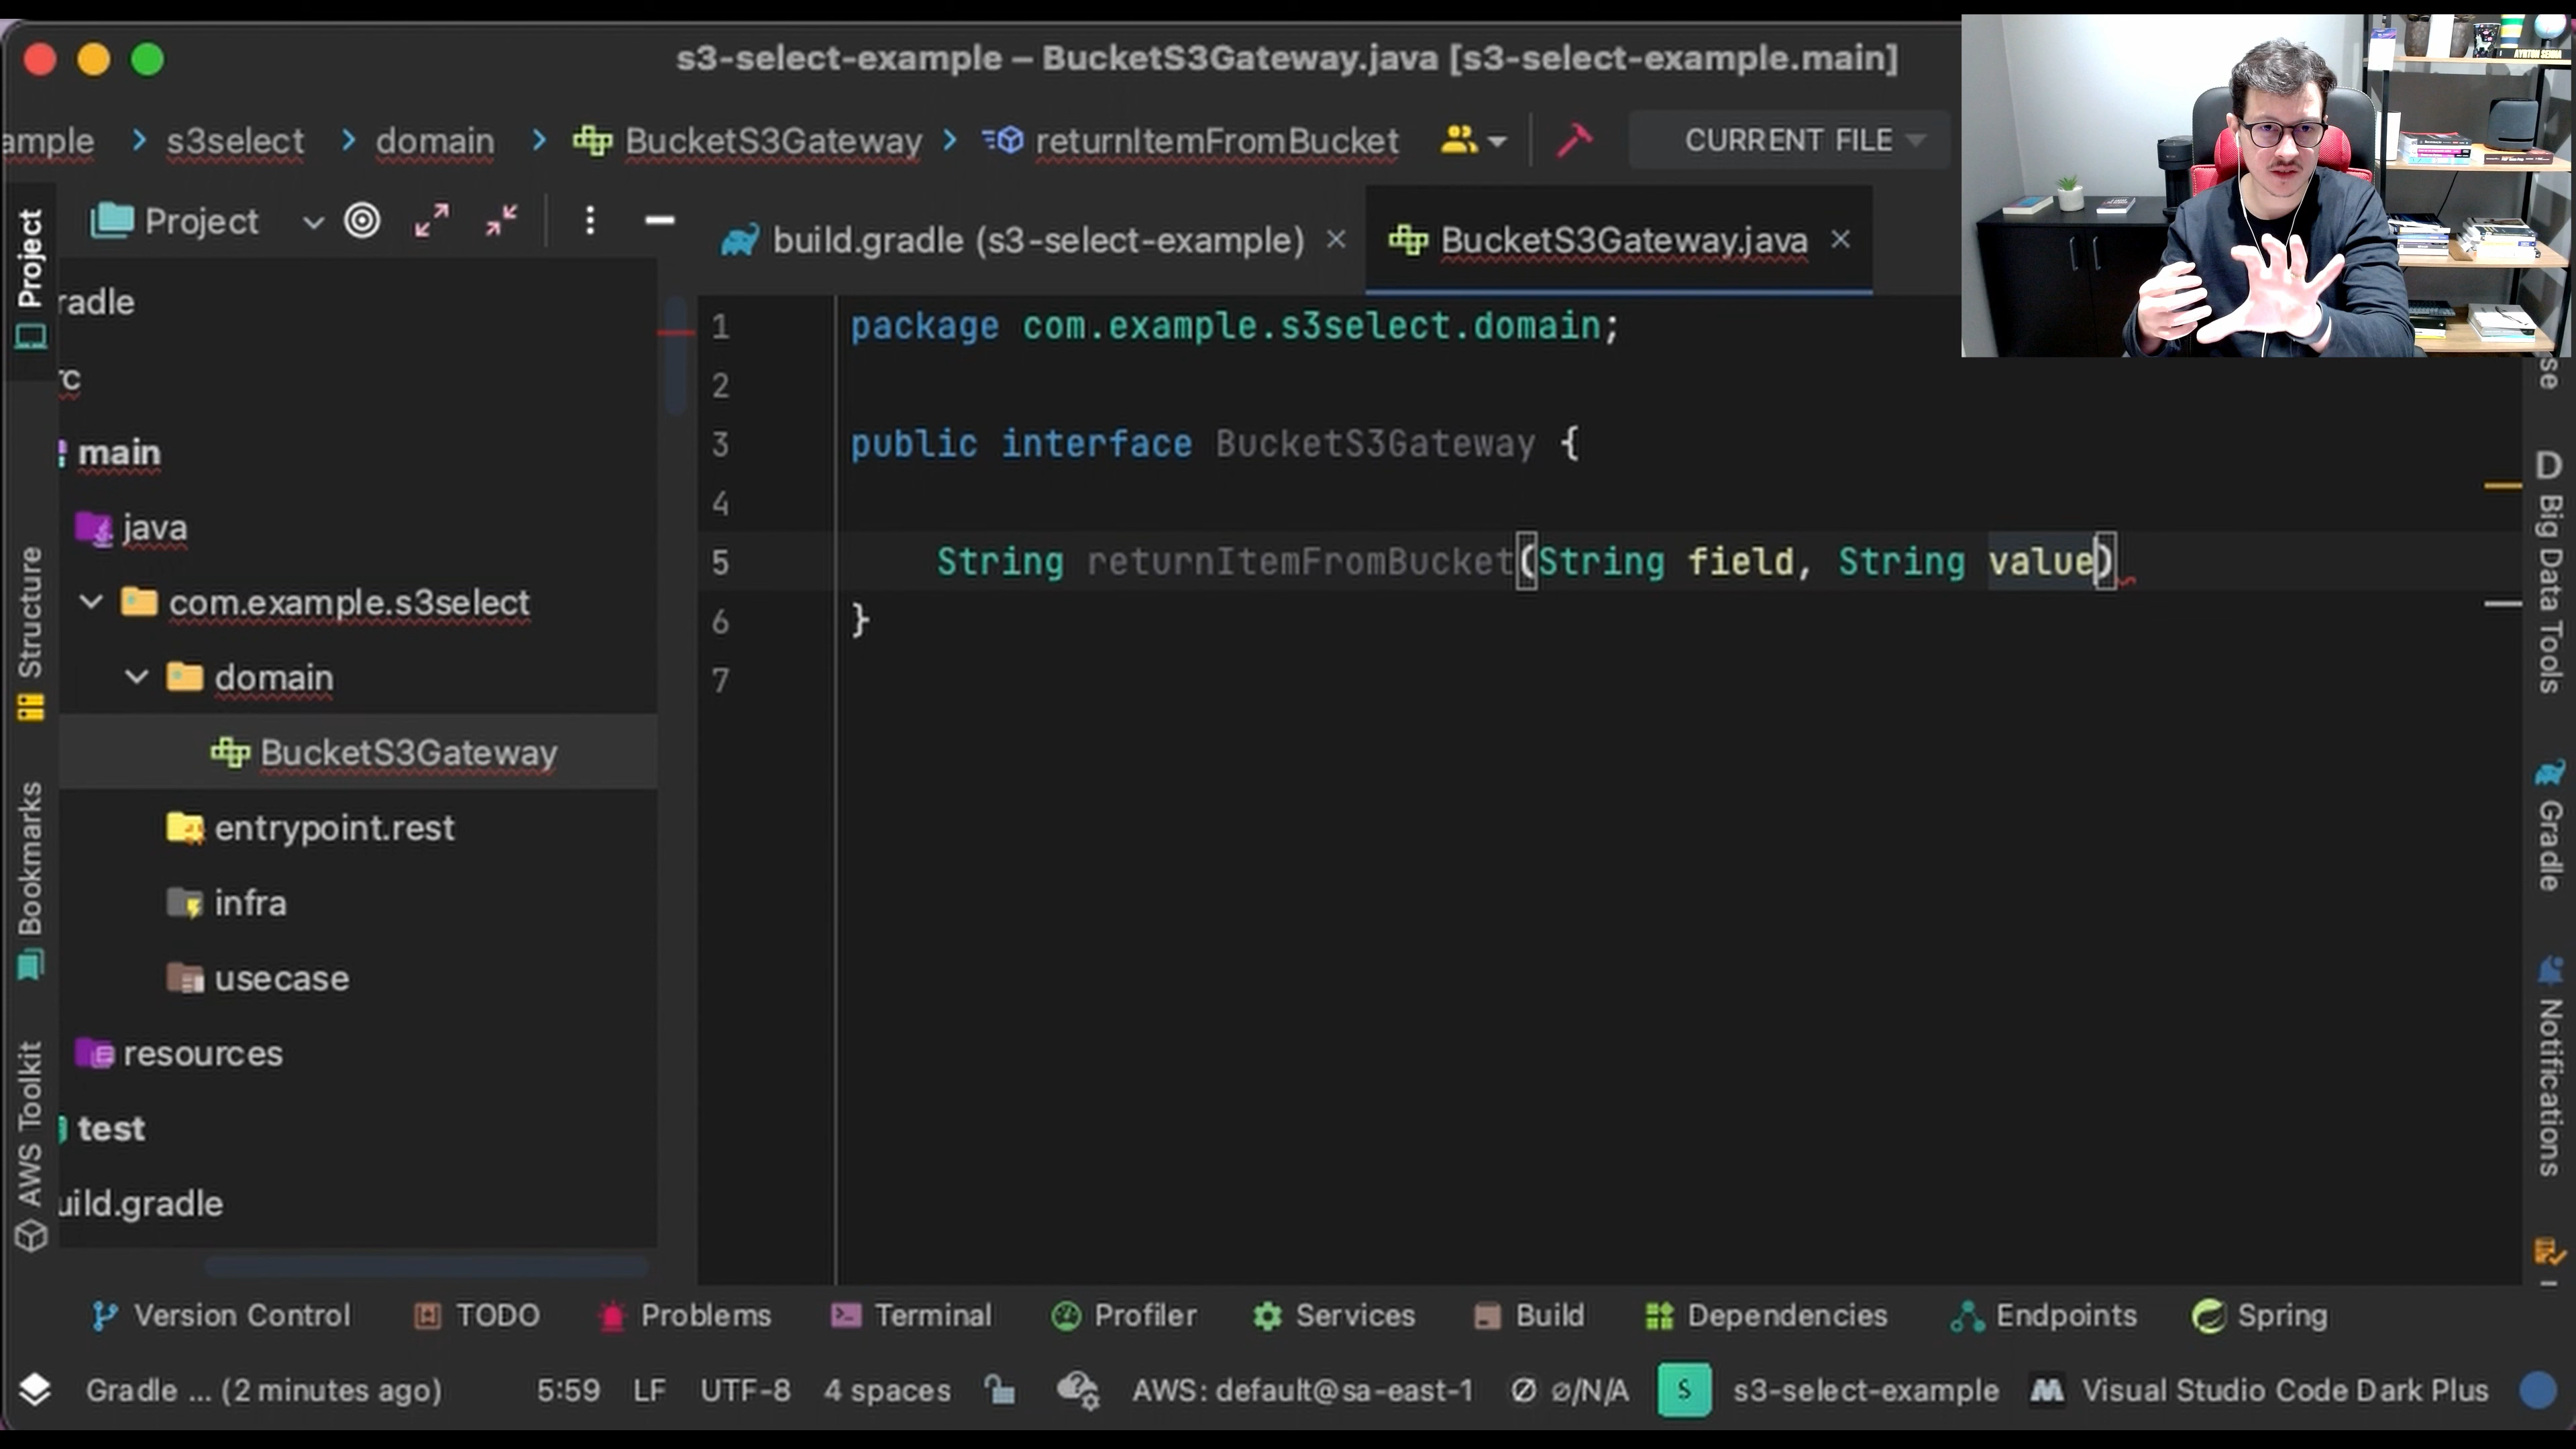 s3-select-example – BucketS3Gateway.java [s3-select-example.main]
ample > s3select > domain > BucketS3Gateway > returnItemFromBucket
CURRENT FILE
AYRTON SENNA
Project
build.gradle (s3-select-example)
BucketS3Gateway.java
Project
Structure
Bookmarks
AWS Toolkit
radle
rc
main
java
com.example.s3select
domain
BucketS3Gateway
entrypoint.rest
infra
usecase
resources
test
uild.gradle
1 package com.example.s3select.domain;
2
3 public interface BucketS3Gateway {
4
5 String returnItemFromBucket(String field, String value)
6 }
7
se
D
Big Data Tools
Gradle
Notifications
Version Control
TODO
Problems
Terminal
Profiler
Services
Build
Dependencies
Endpoints
Spring
Gradle ... (2 minutes ago)
5:59
LF
UTF-8
4 spaces
AWS: default@sa-east-1
∅/N/A
S
s3-select-example
Visual Studio Code Dark Plus